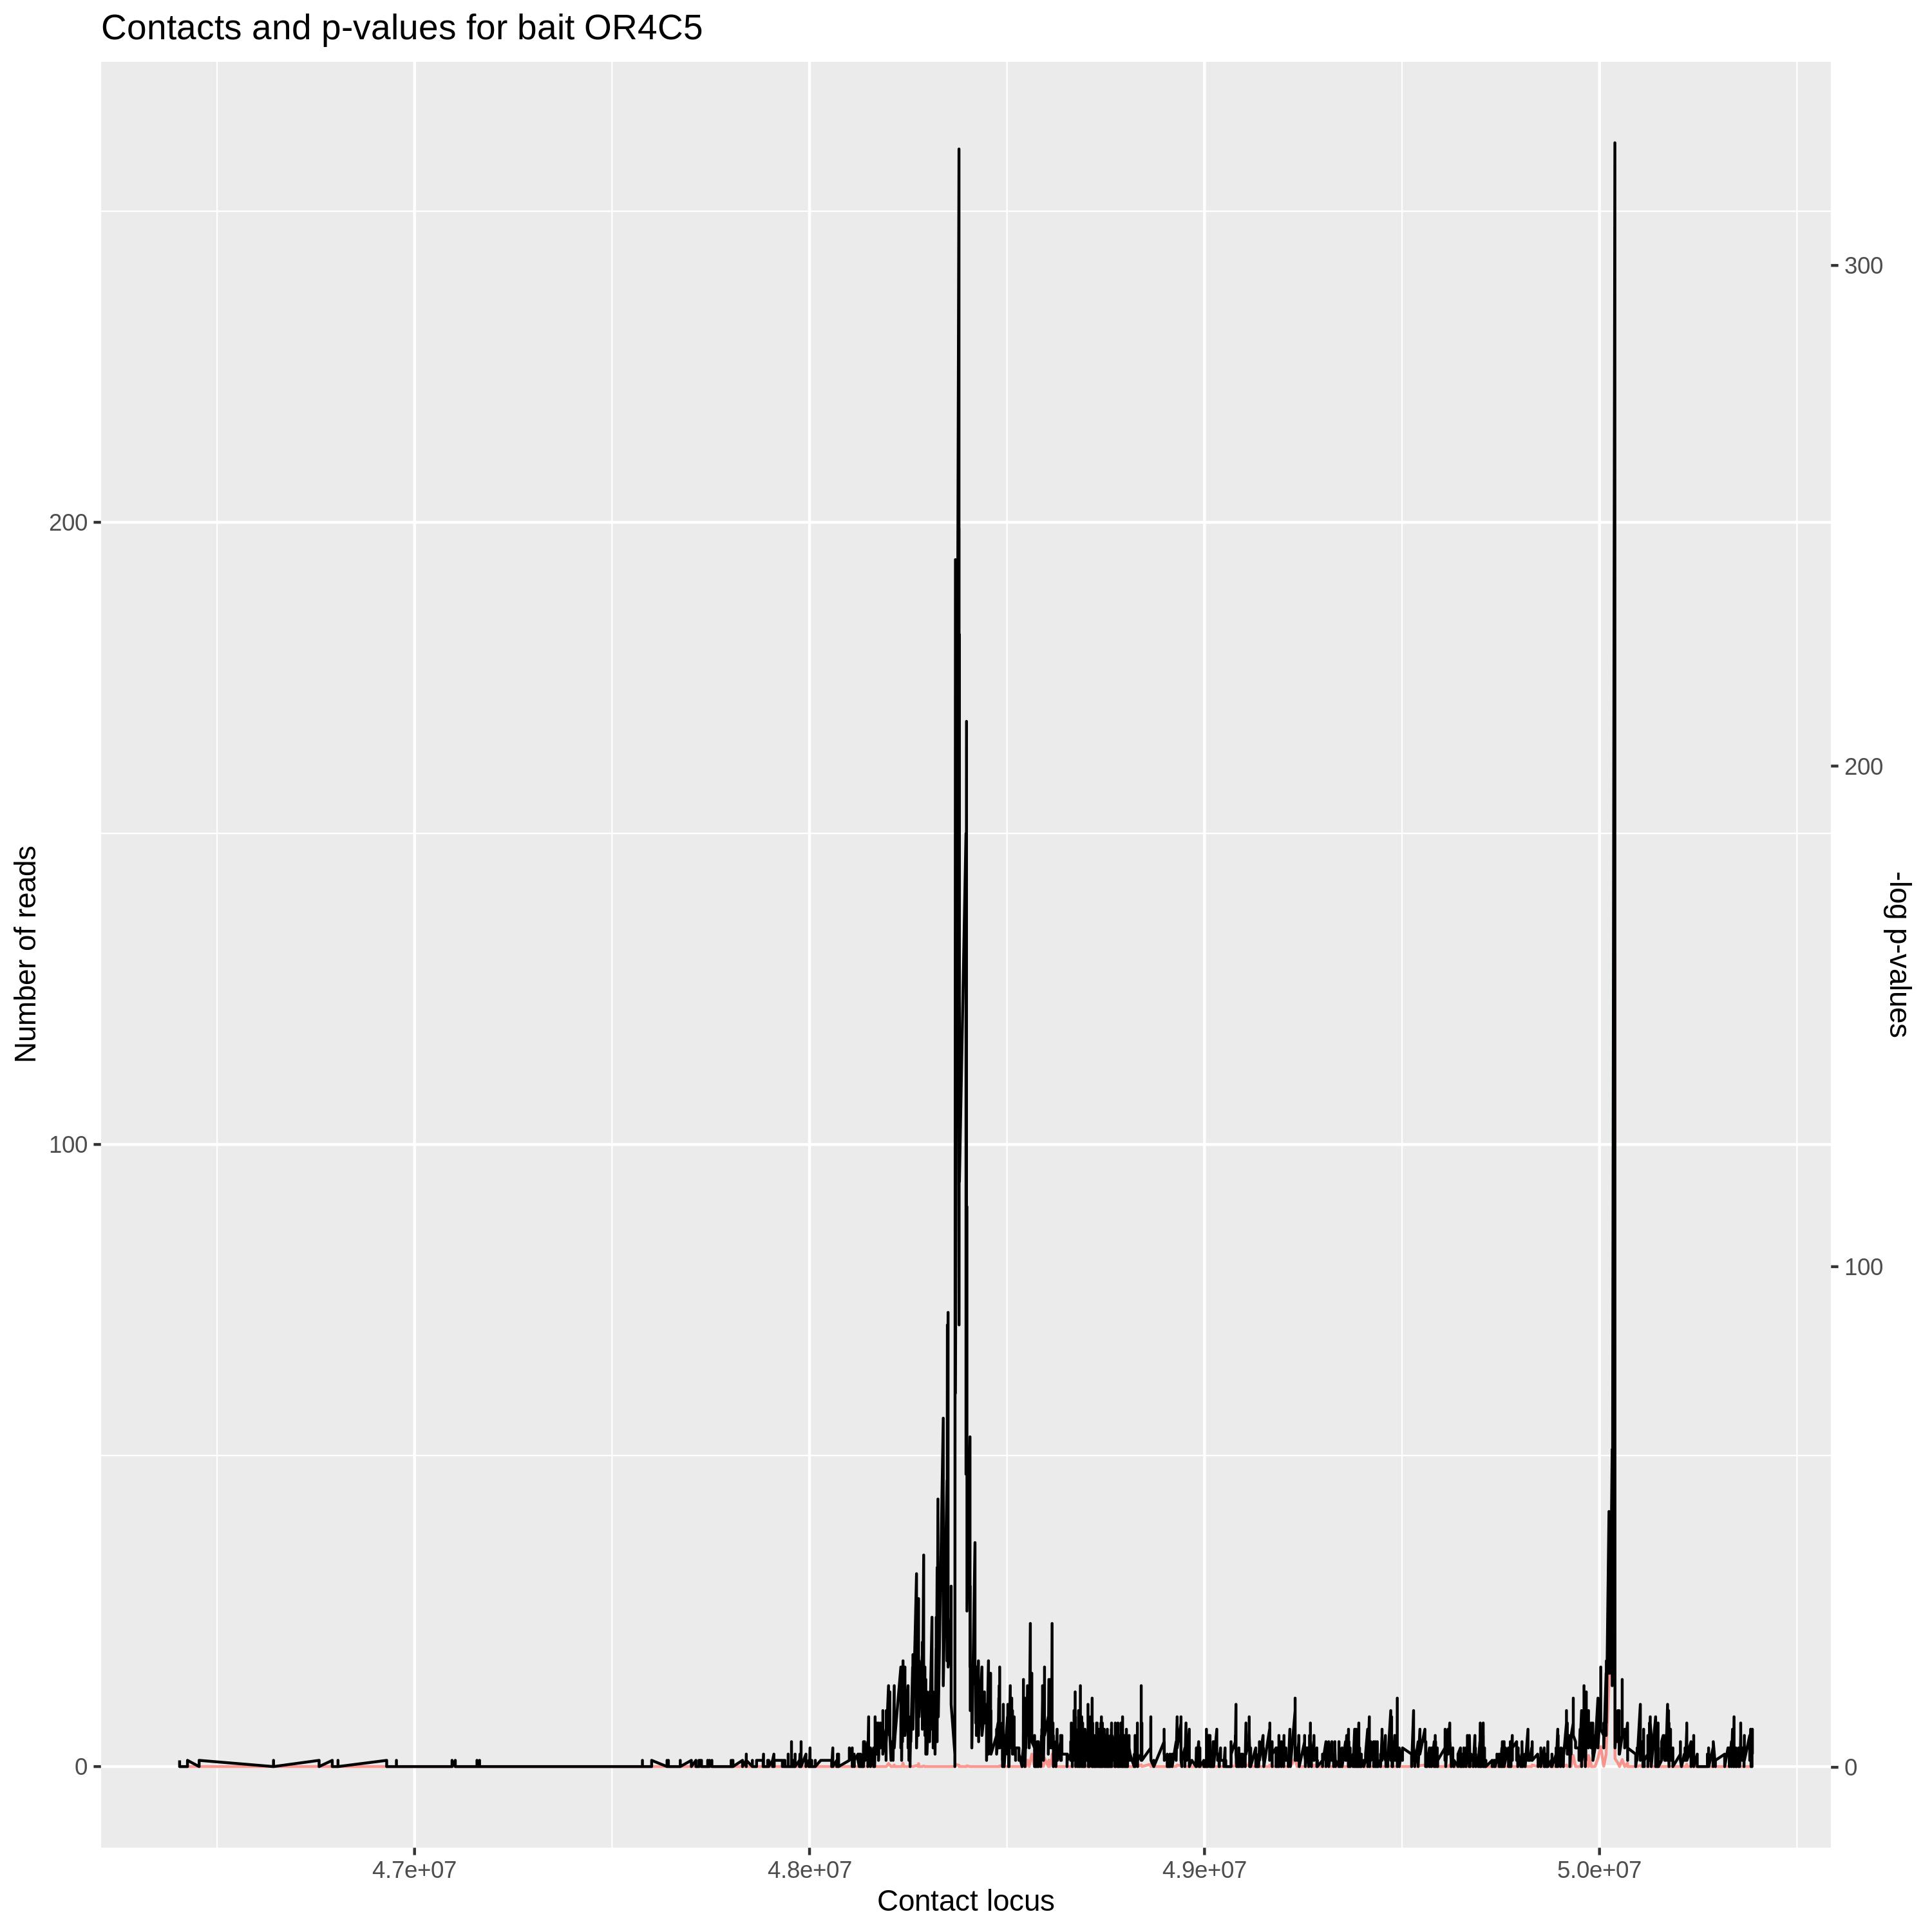 Contacts and p-values for bait OR4C5
300
200
200
Number of reads
-log p-values
100
100
0
0
4.7e+07
4.8e+07
4.9e+07
5.0e+07
Contact locus